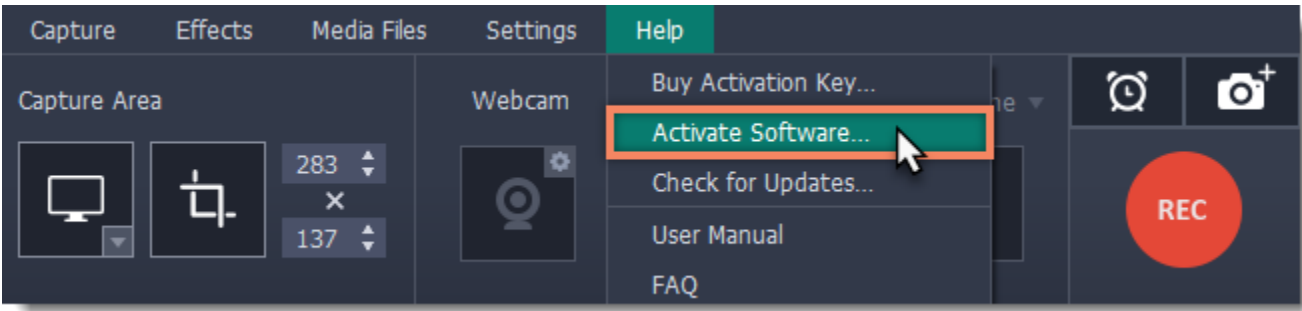 Capture Effects Media Files Settings Help
Capture Area
Webcam
283
×
137
Buy Activation Key...
Activate Software...
Check for Updates...
User Manual
FAQ
REC